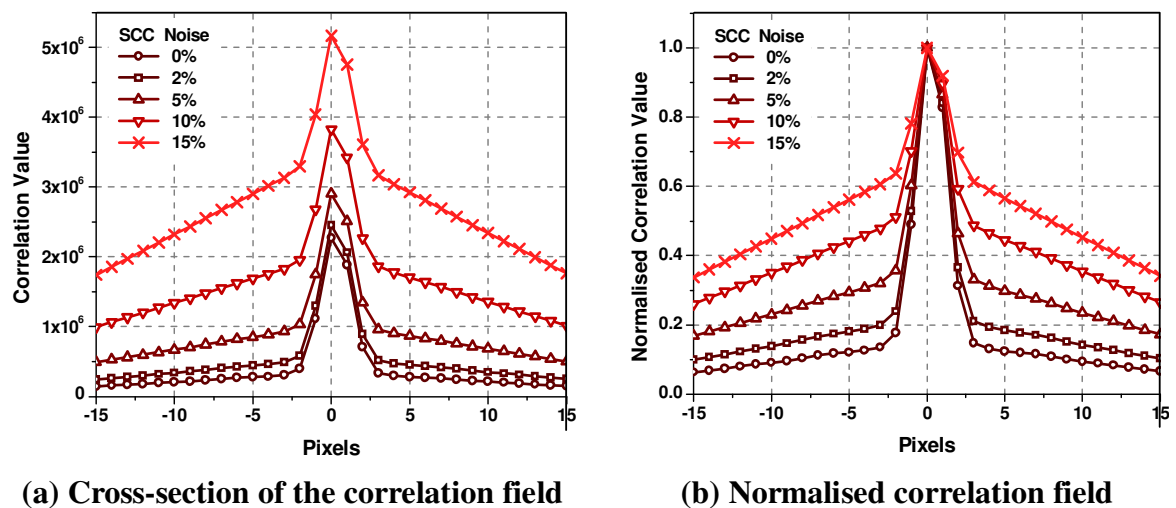 SCC Noise
0%
2%
5%
10%
15%
5x10⁶
4x10⁶
3x10⁶
2x10⁶
1x10⁶
0
Correlation Value
-15 -10 -5 0 5 10 15
Pixels
(a) Cross-section of the correlation field
SCC Noise
0%
2%
5%
10%
15%
1.0
0.8
0.6
0.4
0.2
0.0
Normalised Correlation Value
-15 -10 -5 0 5 10 15
Pixels
(b) Normalised correlation field